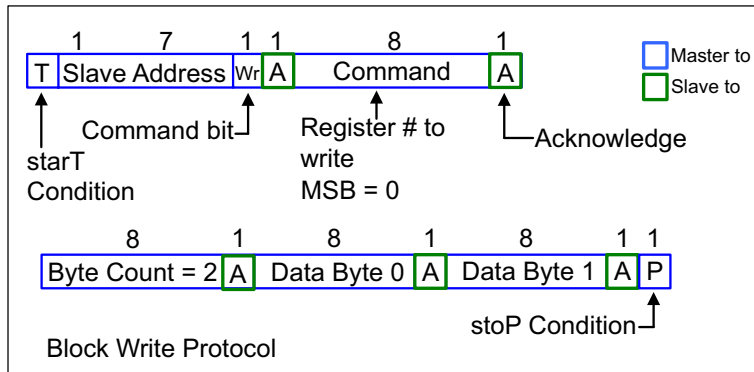 1 7 1 1 8 1
T Slave Address Wr A Command A
Master to
Slave to
Command bit
Register # to
write
MSB = 0
Acknowledge
starT
Condition
8 1 8 1 8 1 1
Byte Count = 2 A Data Byte 0 A Data Byte 1 A P
stoP Condition
Block Write Protocol